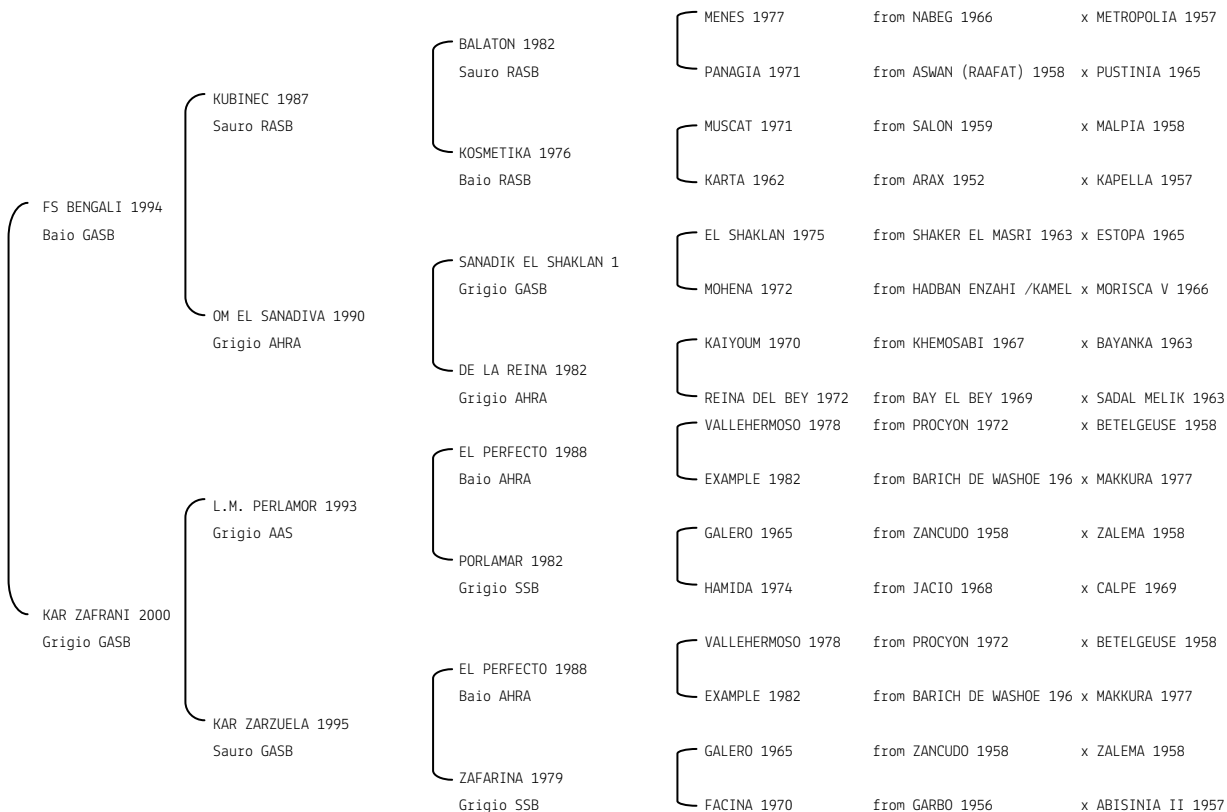 MENES 1977 from NABEG 1966 x METROPOLIA 1957
BALATON 1982
Sauro RASB
PANAGIA 1971 from ASWAN (RAAFAT) 1958 x PUSTINIA 1965
KUBINEC 1987
Sauro RASB
MUSCAT 1971 from SALON 1959 x MALPIA 1958
KOSMETIKA 1976
Baio RASB
KARTA 1962 from ARAX 1952 x KAPELLA 1957
FS BENGALI 1994
Baio GASB
EL SHAKLAN 1975 from SHAKER EL MASRI 1963 x ESTOPA 1965
SANADIK EL SHAKLAN 1
Grigio GASB
MOHENA 1972 from HADBAN ENZAHI /KAMEL x MORISCA V 1966
OM EL SANADIVA 1990
Grigio AHRA
KAIYOUM 1970 from KHEMOSABI 1967 x BAYANKA 1963
DE LA REINA 1982
Grigio AHRA
REINA DEL BEY 1972 from BAY EL BEY 1969 x SADAL MELIK 1963
VALLEHERMOSO 1978 from PROCYON 1972 x BETELGEUSE 1958
EL PERFECTO 1988
Baio AHRA
EXAMPLE 1982 from BARICH DE WASHOE 196 x MAKKURA 1977
L.M. PERLAMOR 1993
Grigio AAS
GALERO 1965 from ZANCUDO 1958 x ZALEMA 1958
PORLAMAR 1982
Grigio SSB
HAMIDA 1974 from JACIO 1968 x CALPE 1969
KAR ZAFRANI 2000
Grigio GASB
VALLEHERMOSO 1978 from PROCYON 1972 x BETELGEUSE 1958
EL PERFECTO 1988
Baio AHRA
EXAMPLE 1982 from BARICH DE WASHOE 196 x MAKKURA 1977
KAR ZARZUELA 1995
Sauro GASB
GALERO 1965 from ZANCUDO 1958 x ZALEMA 1958
ZAFARINA 1979
Grigio SSB
FACINA 1970 from GARBO 1956 x ABISINIA II 1957